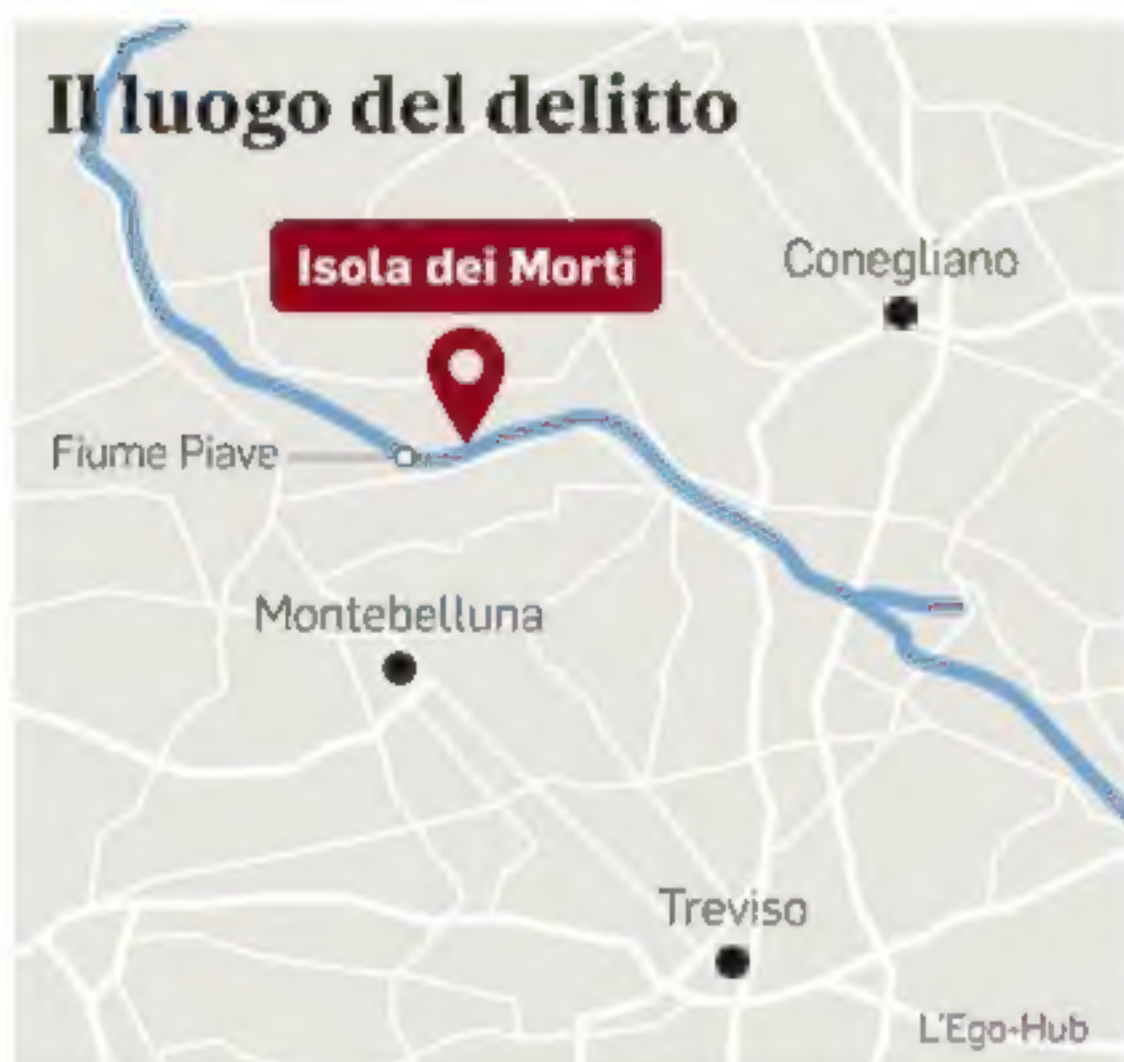 Il luogo del delitto
Isola dei Morti
Conegliano
Fiume Piave
Montebelluna
Treviso
L'Ego-Hub